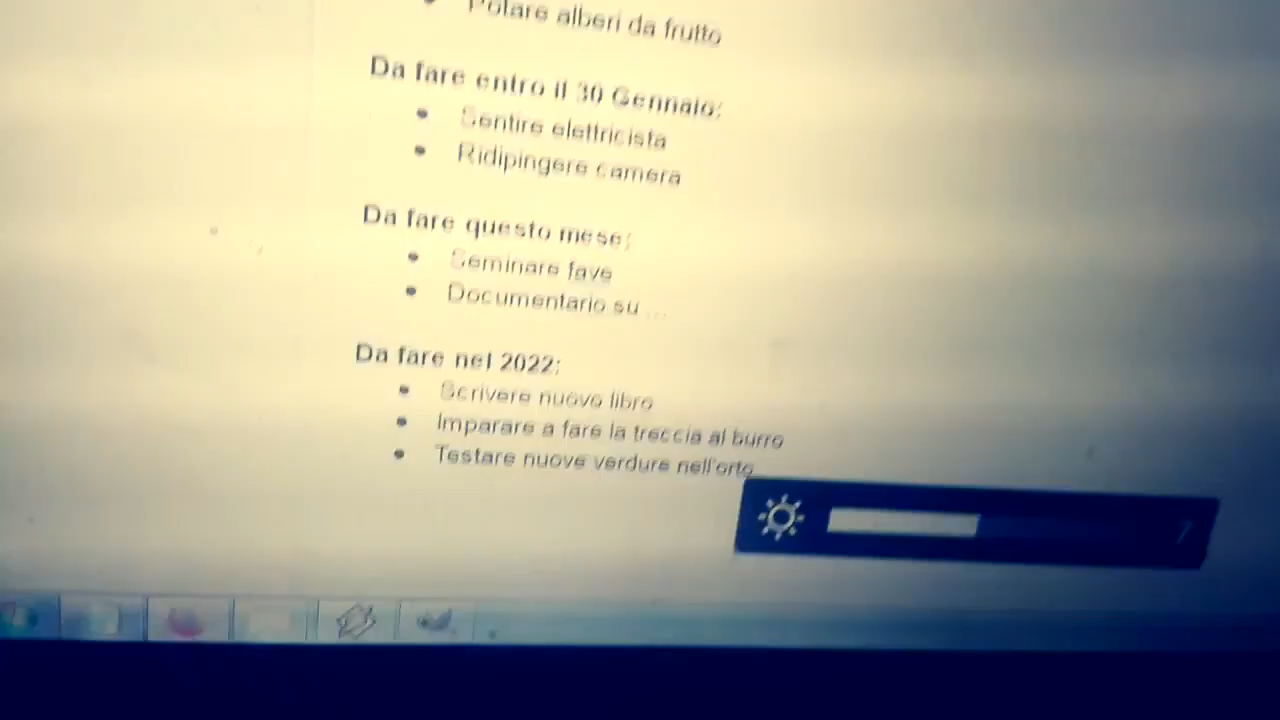 Potare alberi da frutto
Da fare entro il 30 Gennaio:
Sentire elettricista
Ridipingere camera
Da fare questo mese:
Seminare fave
Documentario su ...
Da fare nel 2022:
Scrivere nuovo libro
Imparare a fare la treccia al burro
Testare nuove verdure nell'orto
7